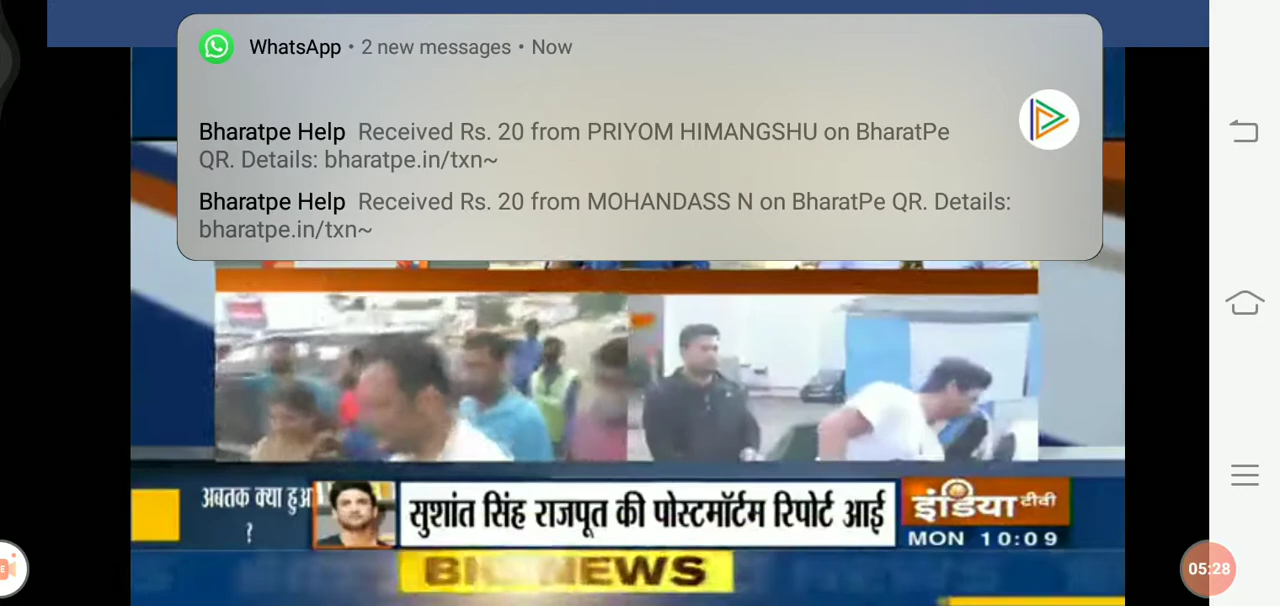 WhatsApp • 2 new messages • Now
Bharatpe Help Received Rs. 20 from PRIYOM HIMANGSHU on BharatPe
QR. Details: bharatpe.in/txn~
Bharatpe Help Received Rs. 20 from MOHANDASS N on BharatPe QR. Details:
bharatpe.in/txn~
अबतक क्या हुआ
?
सुशांत सिंह राजपूत की पोस्टमॉर्टम रिपोर्ट आई
इंडिया टीवी
MON 10:09
NEWS
05:28